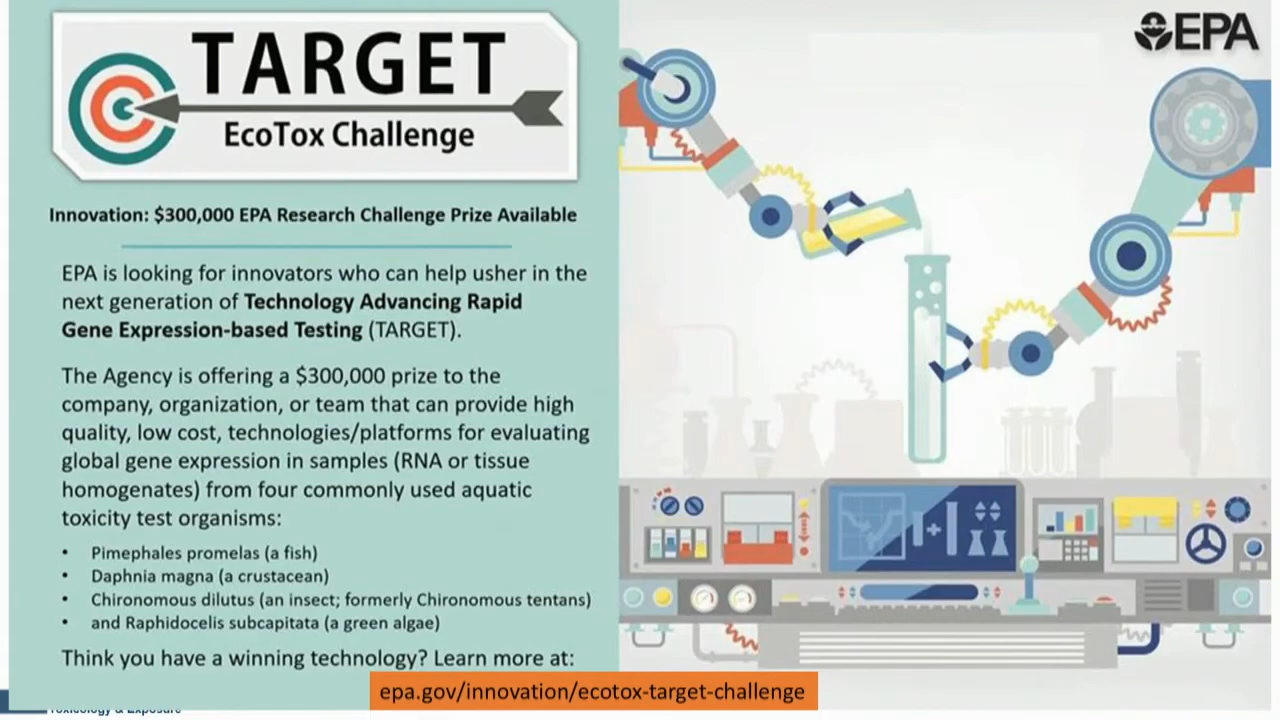 TARGET
EcoTox Challenge
EPA
Innovation: $300,000 EPA Research Challenge Prize Available
EPA is looking for innovators who can help usher in the
next generation of Technology Advancing Rapid
Gene Expression-based Testing (TARGET).
The Agency is offering a $300,000 prize to the
company, organization, or team that can provide high
quality, low cost, technologies/platforms for evaluating
global gene expression in samples (RNA or tissue
homogenates) from four commonly used aquatic
toxicity test organisms:
• Pimephales promelas (a fish)
• Daphnia magna (a crustacean)
• Chironomous dilutus (an insect; formerly Chironomous tentans)
• and Raphidocelis subcapitata (a green algae)
Think you have a winning technology? Learn more at:
epa.gov/innovation/ecotox-target-challenge
Toxicology & Exposure